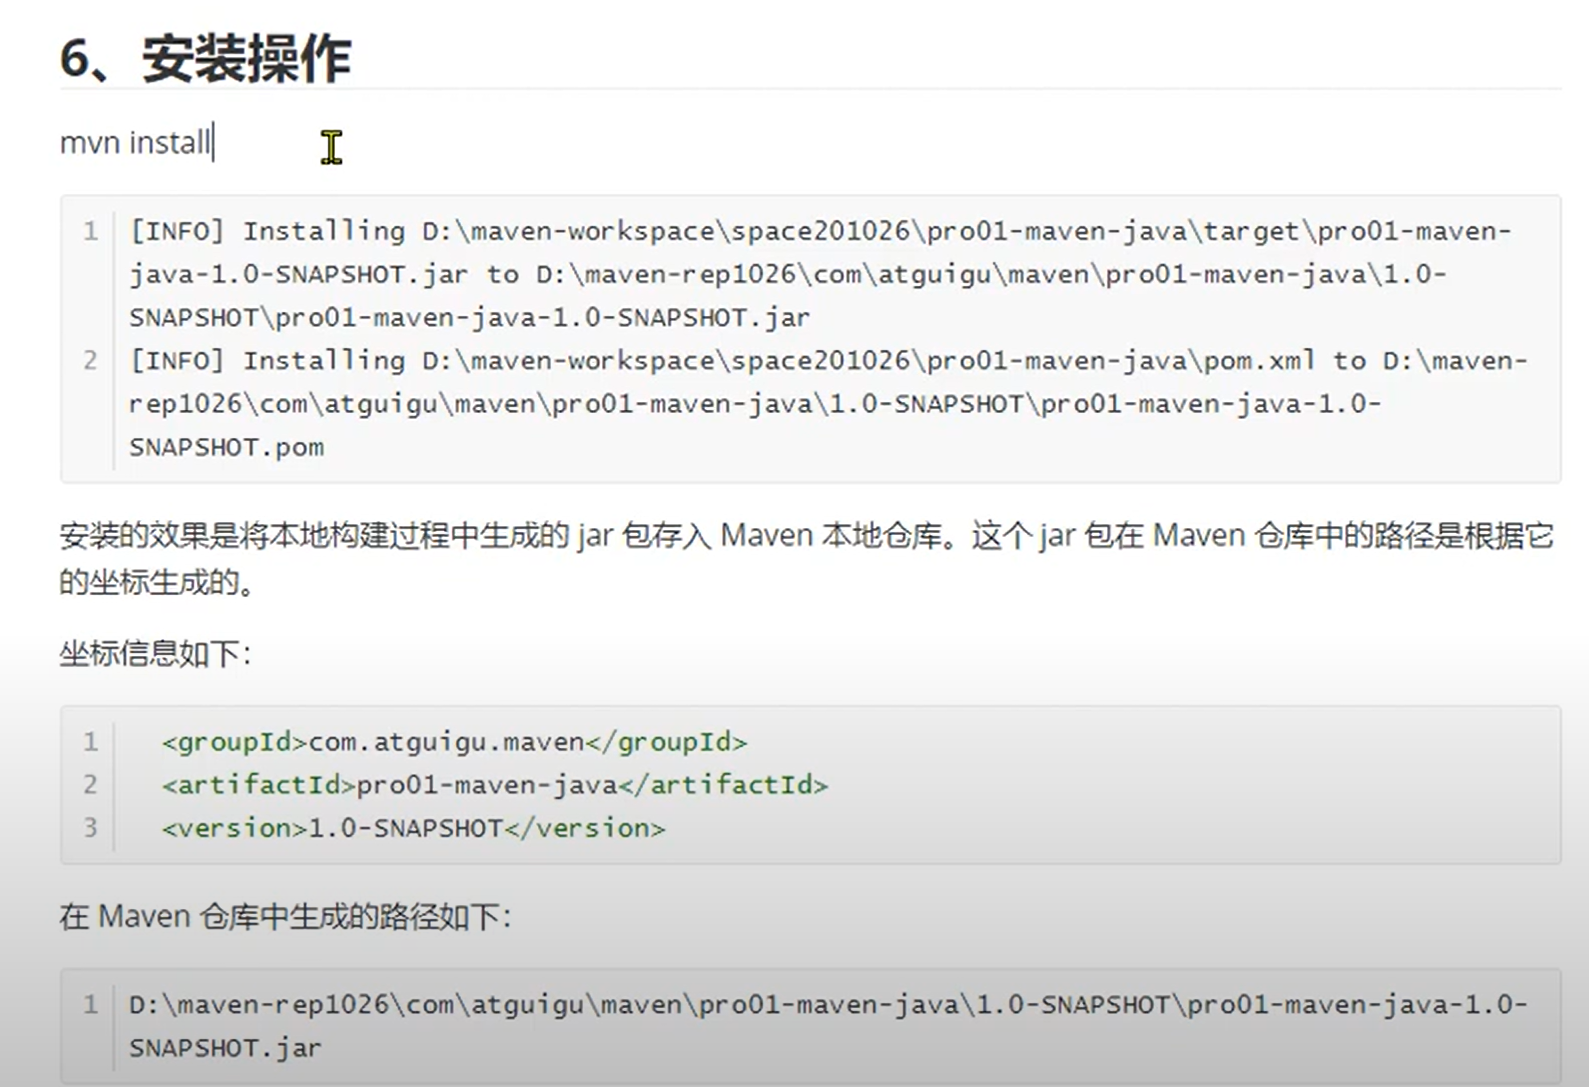 6、安装操作
mvn install
1 [INFO] Installing D:\maven-workspace\space201026\pro01-maven-java\target\pro01-maven-
java-1.0-SNAPSHOT.jar to D:\maven-rep1026\com\atguigu\maven\pro01-maven-java\1.0-
SNAPSHOT\pro01-maven-java-1.0-SNAPSHOT.jar
2 [INFO] Installing D:\maven-workspace\space201026\pro01-maven-java\pom.xml to D:\maven-
rep1026\com\atguigu\maven\pro01-maven-java\1.0-SNAPSHOT\pro01-maven-java-1.0-
SNAPSHOT.pom
安装的效果是将本地构建过程中生成的 jar 包存入 Maven 本地仓库。这个 jar 包在 Maven 仓库中的路径是根据它
的坐标生成的。
坐标信息如下：
1 <groupId>com.atguigu.maven</groupId>
2 <artifactId>pro01-maven-java</artifactId>
3 <version>1.0-SNAPSHOT</version>
在 Maven 仓库中生成的路径如下：
1 D:\maven-rep1026\com\atguigu\maven\pro01-maven-java\1.0-SNAPSHOT\pro01-maven-java-1.0-
SNAPSHOT.jar